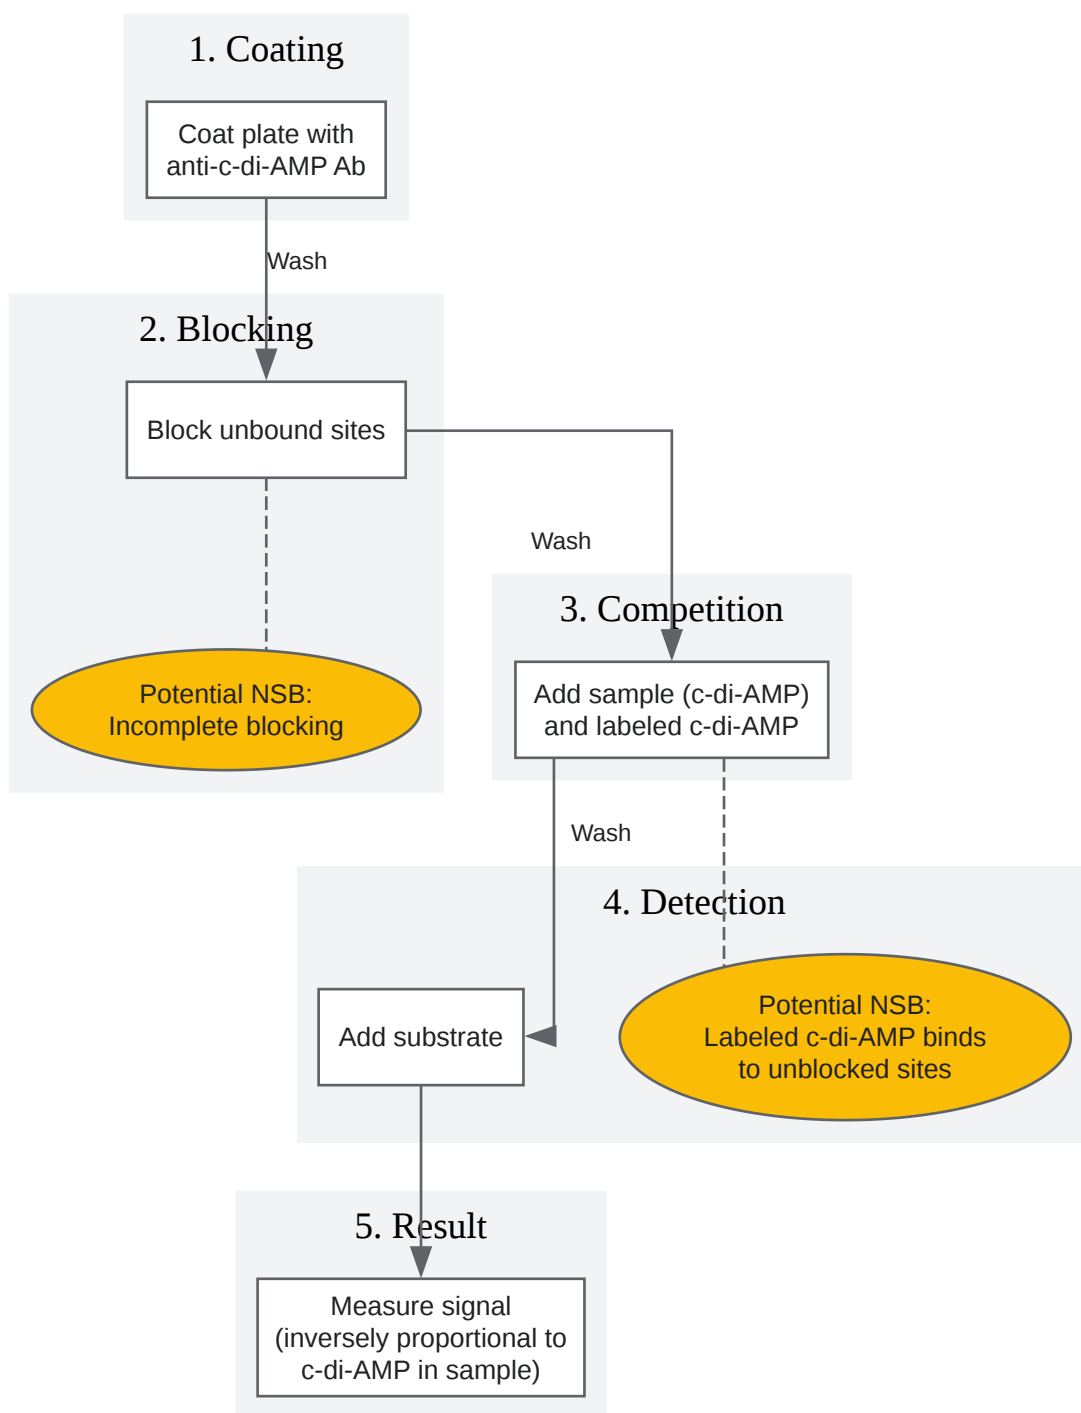 1. Coating
Coat plate with
anti-c-di-AMP Ab
Wash
2. Blocking
Block unbound sites
Potential NSB:
Incomplete blocking
Wash
3. Competition
Add sample (c-di-AMP)
and labeled c-di-AMP
Wash
4. Detection
Add substrate
Potential NSB:
Labeled c-di-AMP binds
to unblocked sites
5. Result
Measure signal
(inversely proportional to
c-di-AMP in sample)